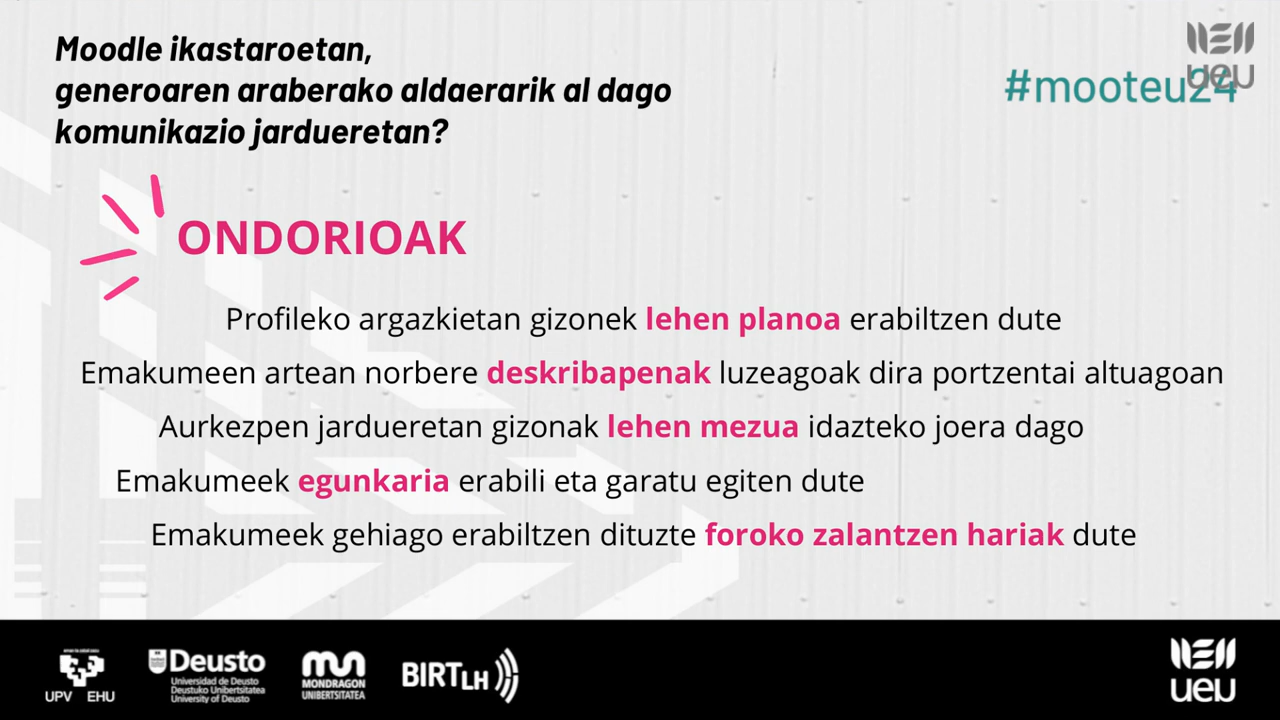 Moodle ikastaroetan,
generoaren araberako aldaerarik al dago
komunikazio jardueretan?
ueu
#mooteu24
ONDORIOAK
Profileko argazkietan gizonek lehen planoa erabiltzen dute
Emakumeen artean norbere deskribapenak luzeagoak dira portzentai altuagoan
Aurkezpen jardueretan gizonak lehen mezua idazteko joera dago
Emakumeek egunkaria erabili eta garatu egiten dute
Emakumeek gehiago erabiltzen dituzte foroko zalantzen hariak dute
UPV EHU
Deusto
Universidad de Deusto
Deustuko Unibertsitatea
University of Deusto
MONDRAGON
UNIBERTSITATEA
BIRT LH
ueu